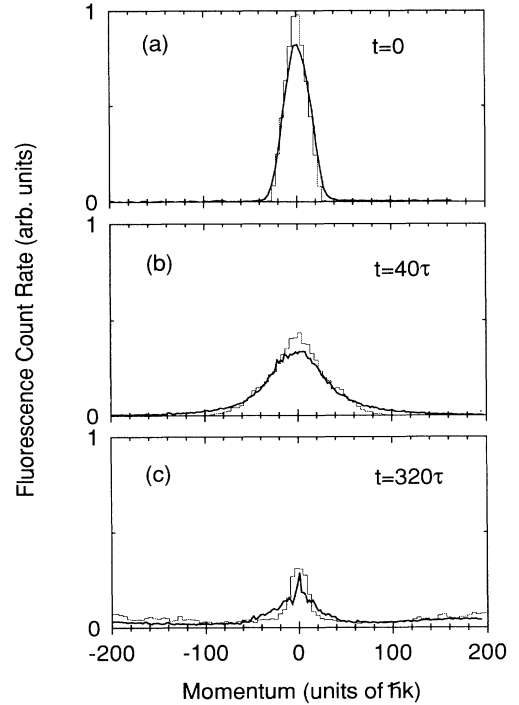 1
(a) t=0
0
1
(b) t=40τ
0
1
(c) t=320τ
0
-200 -100 0 100 200
Momentum (units of ℏk)
Fluorescence Count Rate (arb. units)